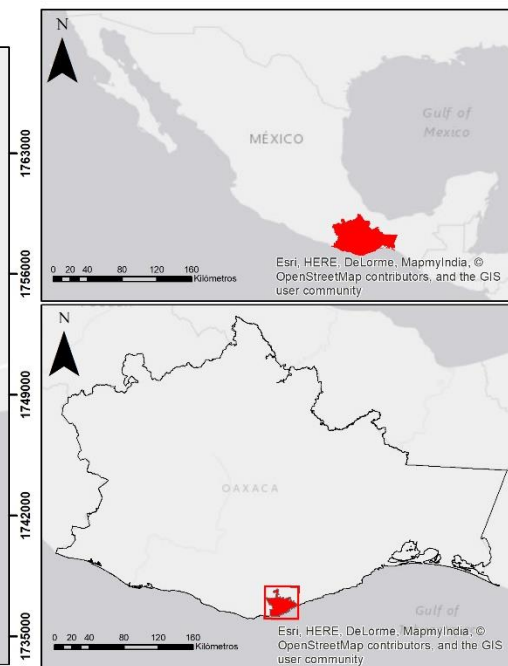 N
MÉXICO
Gulf of
Mexico
Esri, HERE, DeLorme, MapmyIndia, ©
OpenStreetMap contributors, and the GIS
user community
0 20 40 80 120 160
Kilómetros
1763000
1756000
1749000
1742000
1735000
N
OAXACA
Gulf of
Esri, HERE, DeLorme, MapmyIndia, ©
OpenStreetMap contributors, and the GIS
user community
0 20 40 80 120 160
Kilómetros